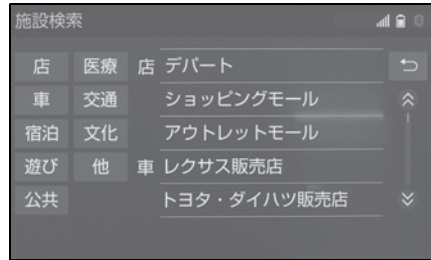 施設検索
店 医療 店 デパート
車 交通 ショッピングモール
宿泊 文化 アウトレットモール
遊び 他 車 レクサス販売店
公共 トヨタ・ダイハツ販売店